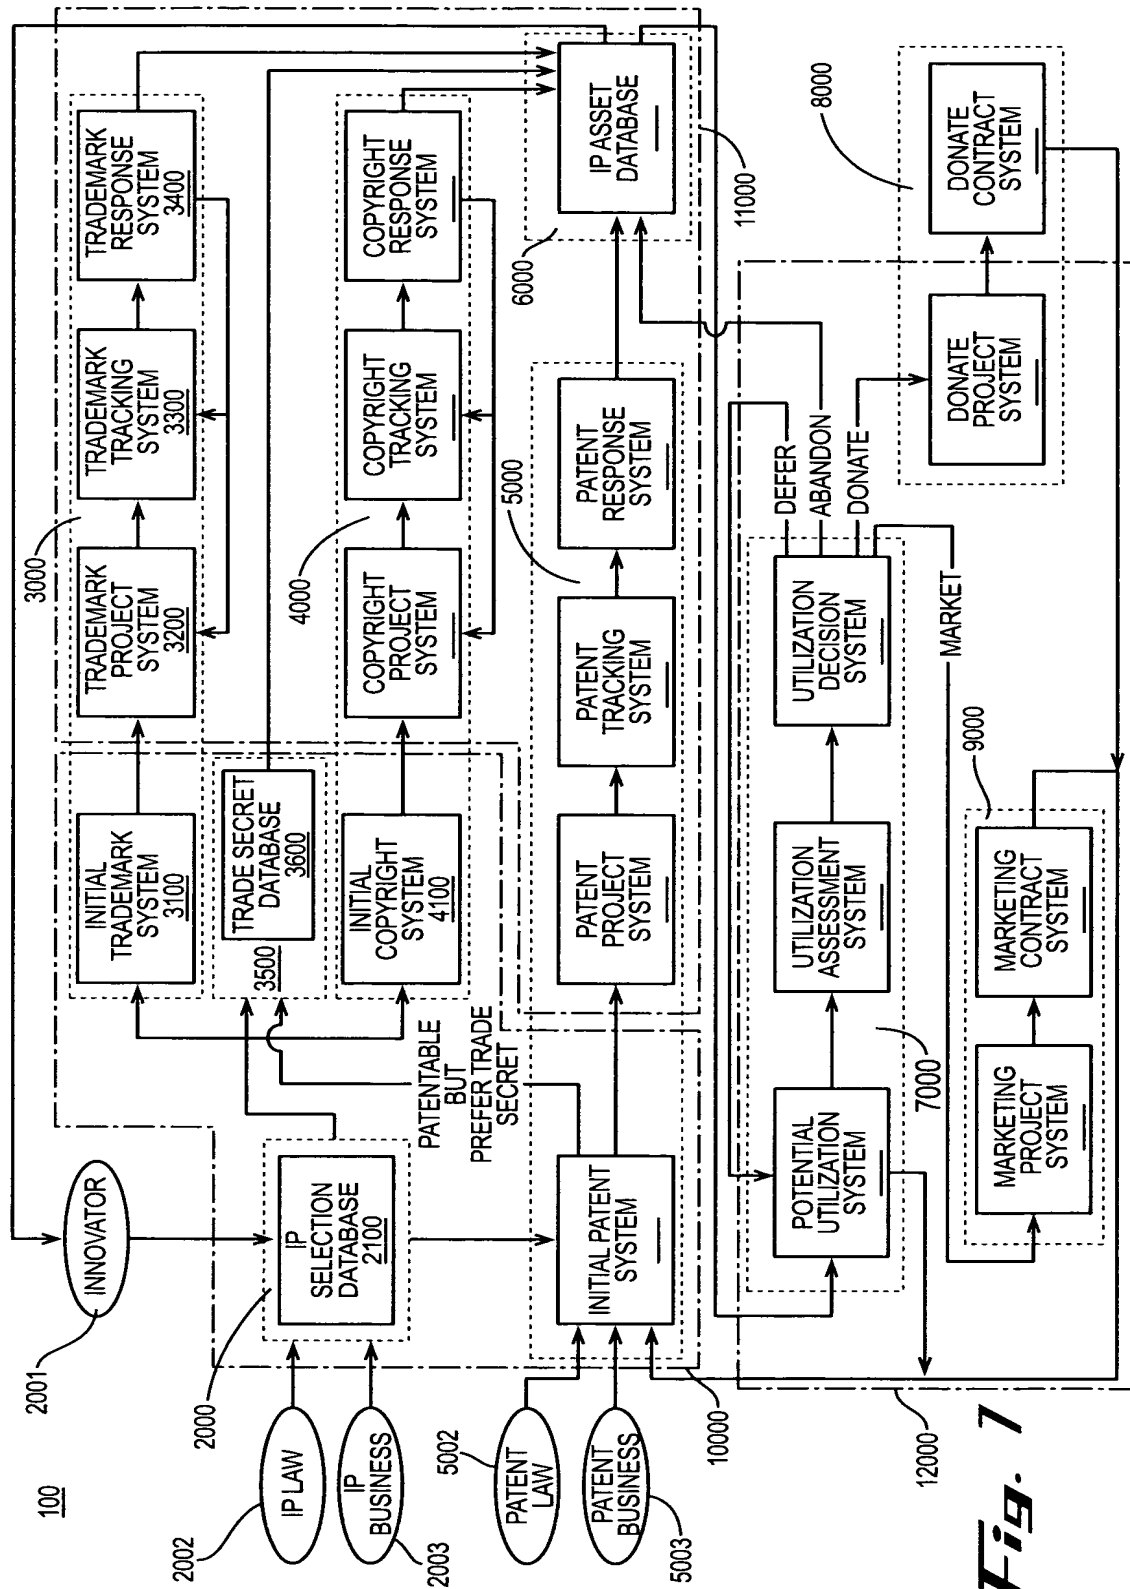 100
2001
INNOVATOR
2002
IP LAW
2003
IP
BUSINESS
5002
PATENT
LAW
5003
PATENT
BUSINESS
2000
IP
SELECTION
DATABASE
2100
10000
INITIAL PATENT
SYSTEM
PATENTABLE
BUT
PREFER TRADE
SECRET
INITIAL
TRADEMARK
SYSTEM
3100
3500
TRADE SECRET
DATABASE
3600
INITIAL
COPYRIGHT
SYSTEM
4100
3000
TRADEMARK
PROJECT
SYSTEM
3200
TRADEMARK
TRACKING
SYSTEM
3300
TRADEMARK
RESPONSE
SYSTEM
3400
4000
COPYRIGHT
PROJECT
SYSTEM
COPYRIGHT
TRACKING
SYSTEM
COPYRIGHT
RESPONSE
SYSTEM
5000
PATENT
PROJECT
SYSTEM
PATENT
TRACKING
SYSTEM
PATENT
RESPONSE
SYSTEM
6000
IP ASSET
DATABASE
11000
12000
7000
POTENTIAL
UTILIZATION
SYSTEM
UTILIZATION
ASSESSMENT
SYSTEM
UTILIZATION
DECISION
SYSTEM
DEFER
ABANDON
DONATE
MARKET
8000
DONATE
PROJECT
SYSTEM
DONATE
CONTRACT
SYSTEM
9000
MARKETING
PROJECT
SYSTEM
MARKETING
CONTRACT
SYSTEM
Fig. 1